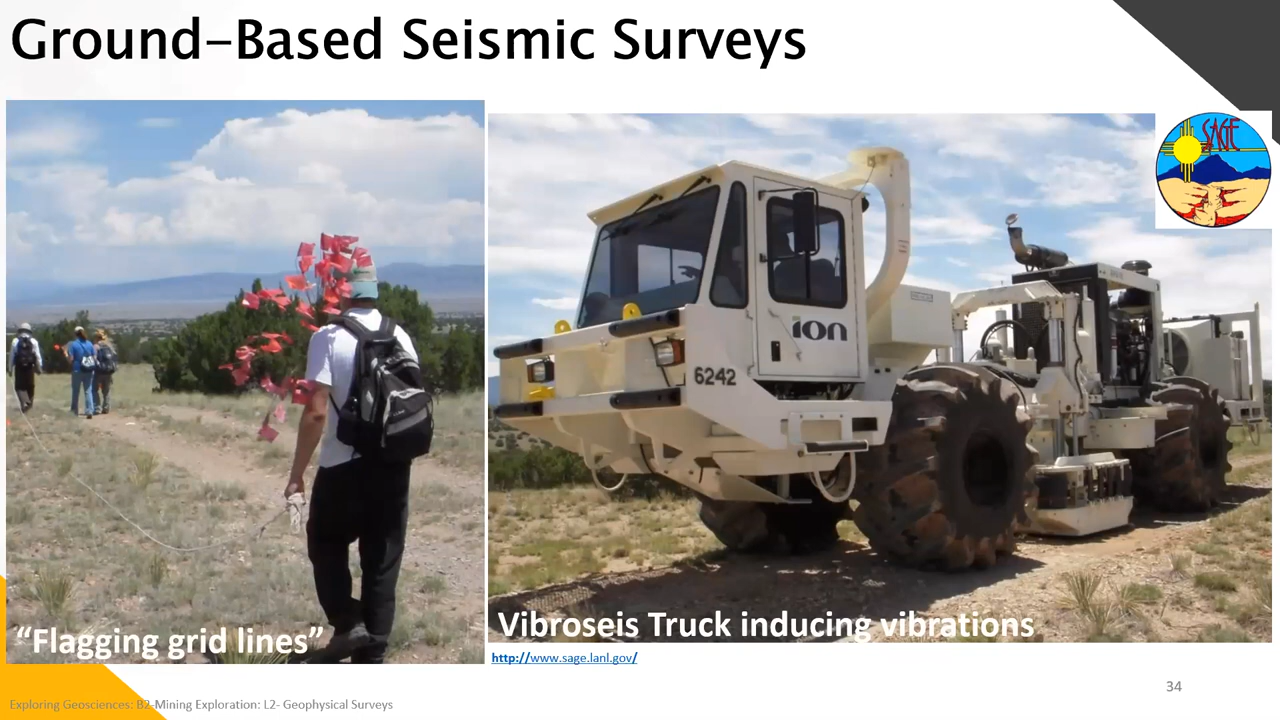 Ground-Based Seismic Surveys
SAGE
ion
6242
"Flagging grid lines"
Vibroseis Truck inducing vibrations
http://www.sage.lanl.gov/
34
Exploring Geosciences: B2-Mining Exploration: L2- Geophysical Surveys